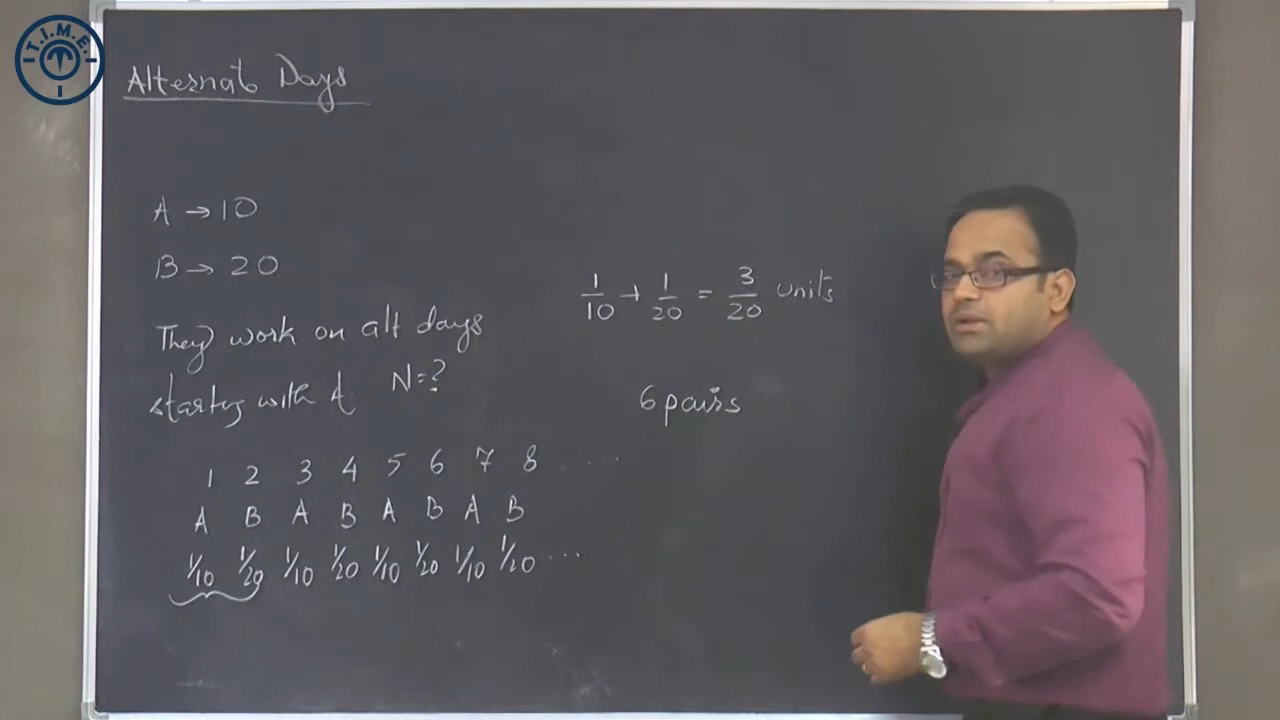 T.I.M.E.
Alternat Days
A → 10
B → 20
They work on alt days
starting with A. N=?
1 2 3 4 5 6 7 8 ....
A B A B A B A B
1/10 1/20 1/10 1/20 1/10 1/20 1/10 1/20 ...
1/10 + 1/20 = 3/20 units
6 pairs